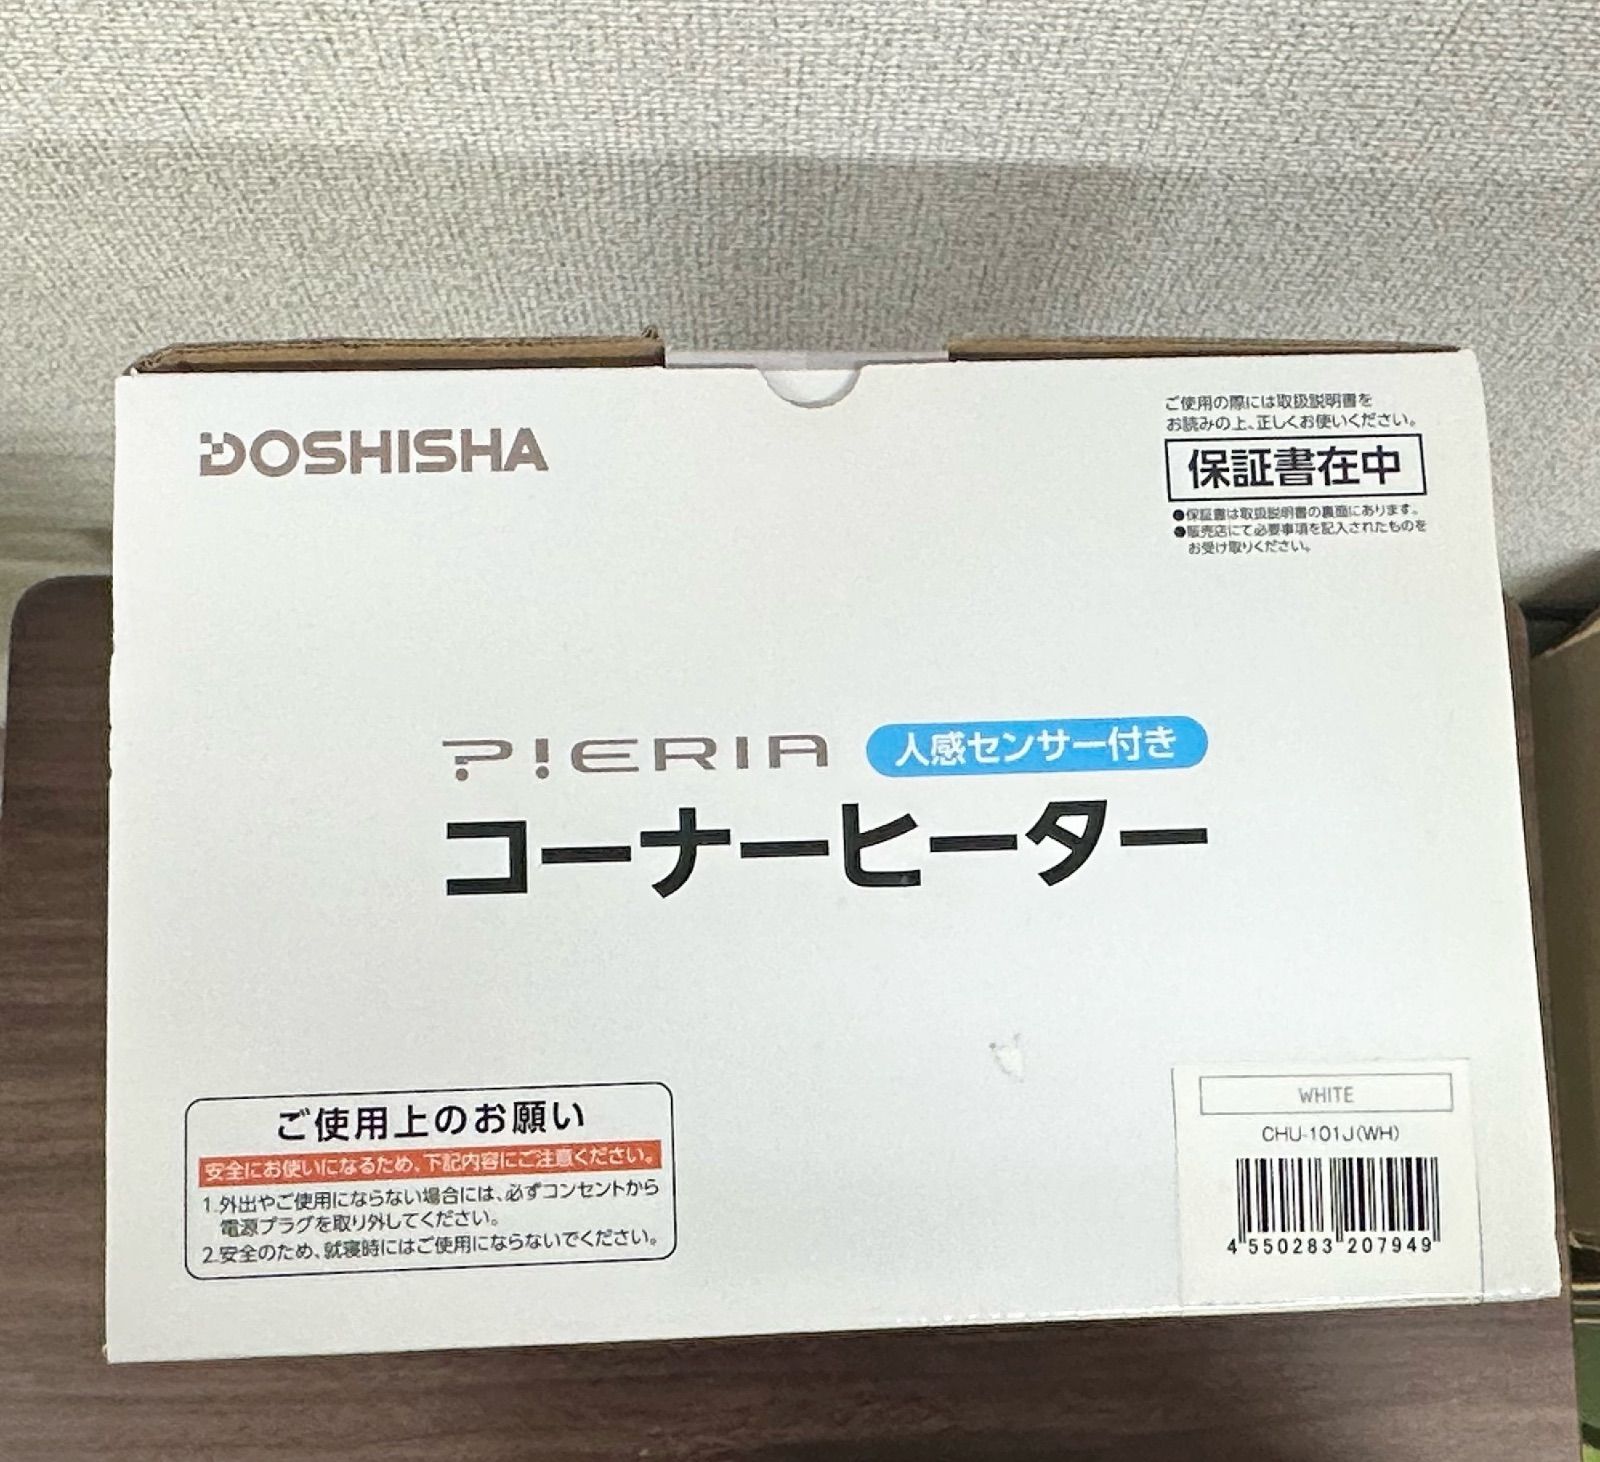 DOSHISHA
ご使用の際には取扱説明書を
お読みの上、正しくお使いください。
保証書在中
●保証書は取扱説明書の裏面にあります。
●販売店にて必要事項を記入されたものを
お受け取りください。
PIERIA 人感センサー付き
コーナーヒーター
ご使用上のお願い
安全にお使いになるため、下記内容にご注意ください。
1.外出やご使用にならない場合には、必ずコンセントから
電源プラグを取り外してください。
2.安全のため、就寝時にはご使用にならないでください。
WHITE
CHU-101J(WH)
4 550283 207949